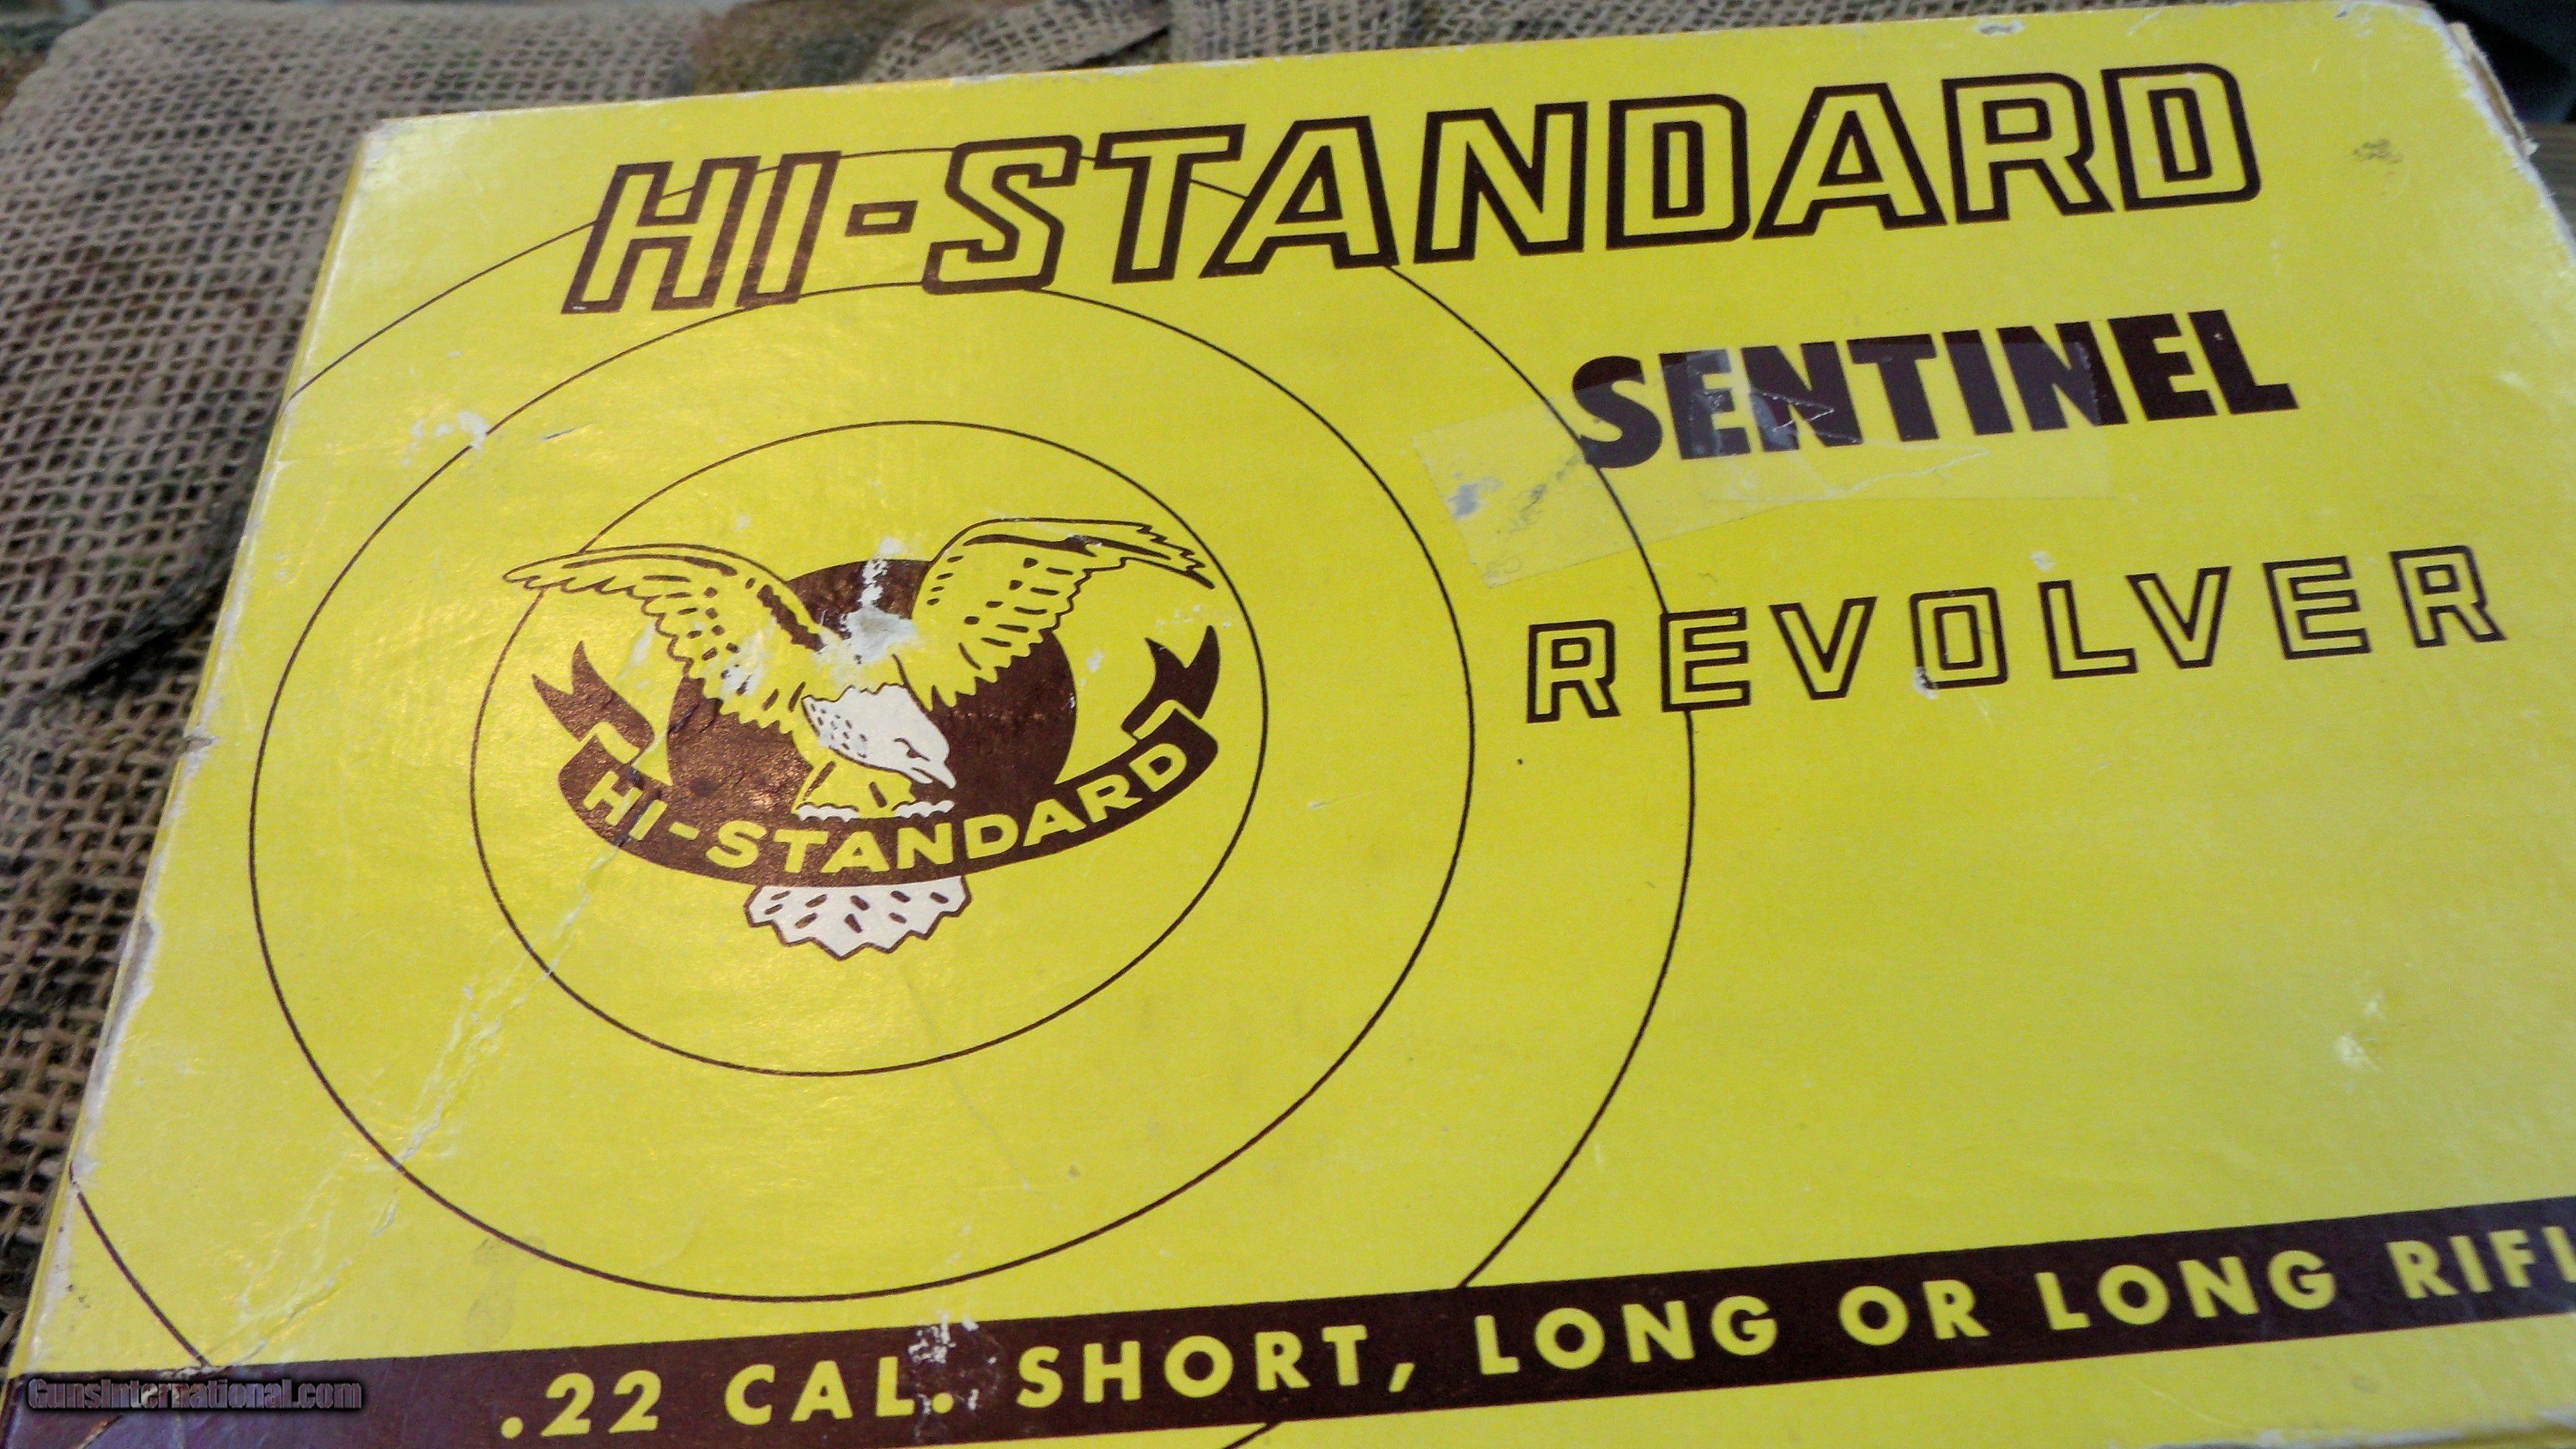 HI-STANDARD
SENTINEL
REVOLVER
HI-STANDARD
.22 CAL. SHORT, LONG OR LONG RIFL
GunsInternational.com